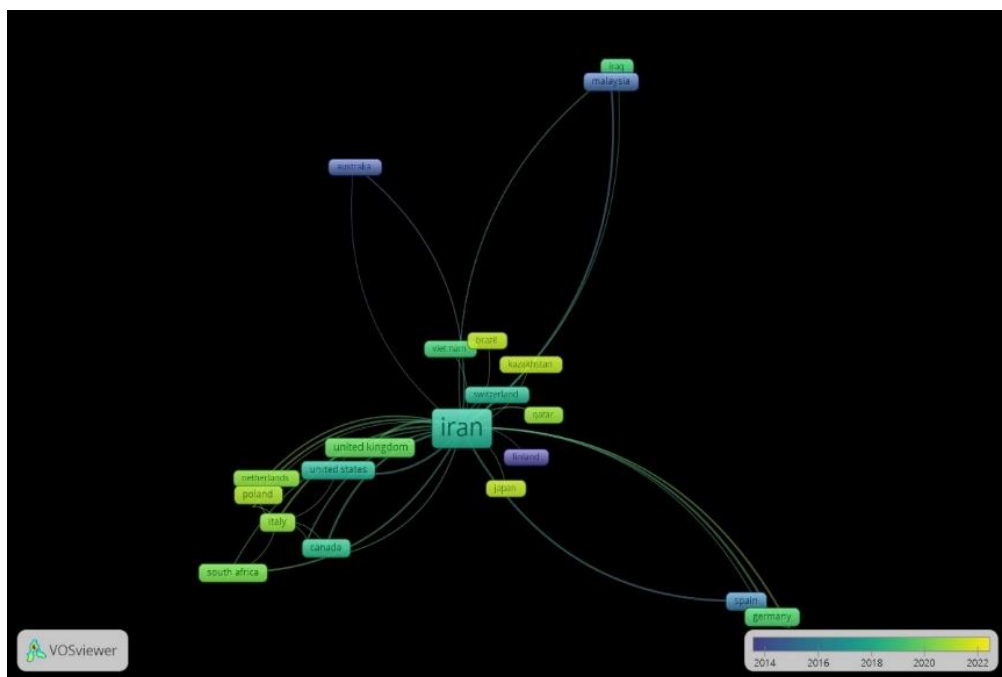 iraq
malaysia
australia
viet nam
brazil
kazakhstan
switzerland
qatar
iran
united kingdom
finland
united states
netherlands
japan
poland
italy
canada
south africa
spain
germany
VOSviewer
2014 2016 2018 2020 2022